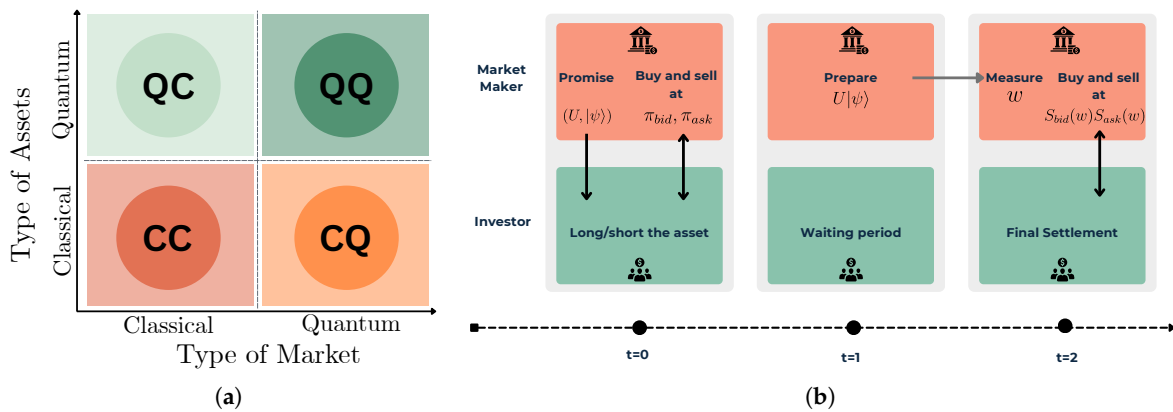 Type of Assets
Quantum
Classical
QC
QQ
CC
CQ
Classical
Quantum
Type of Market
(a)
Market
Maker
Investor
Promise
(U, |ψ⟩)
Buy and sell
at
π_bid, π_ask
Long/short the asset
Prepare
U|ψ⟩
Waiting period
Measure
w
Buy and sell
at
S_bid(w)S_ask(w)
Final Settlement
t=0
t=1
t=2
(b)